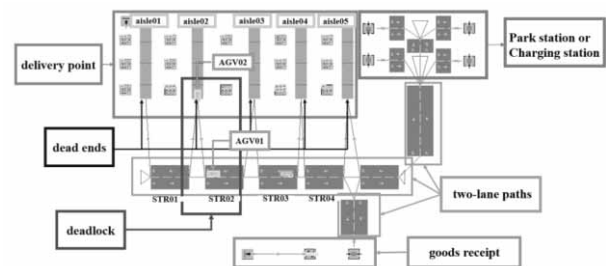 aisle01 aisle02 aisle03 aisle04 aisle05
Park station or
Charging station
delivery point
AGV02
dead ends
AGV01
STR01 STR02 STR03 STR04
two-lane paths
deadlock
goods receipt